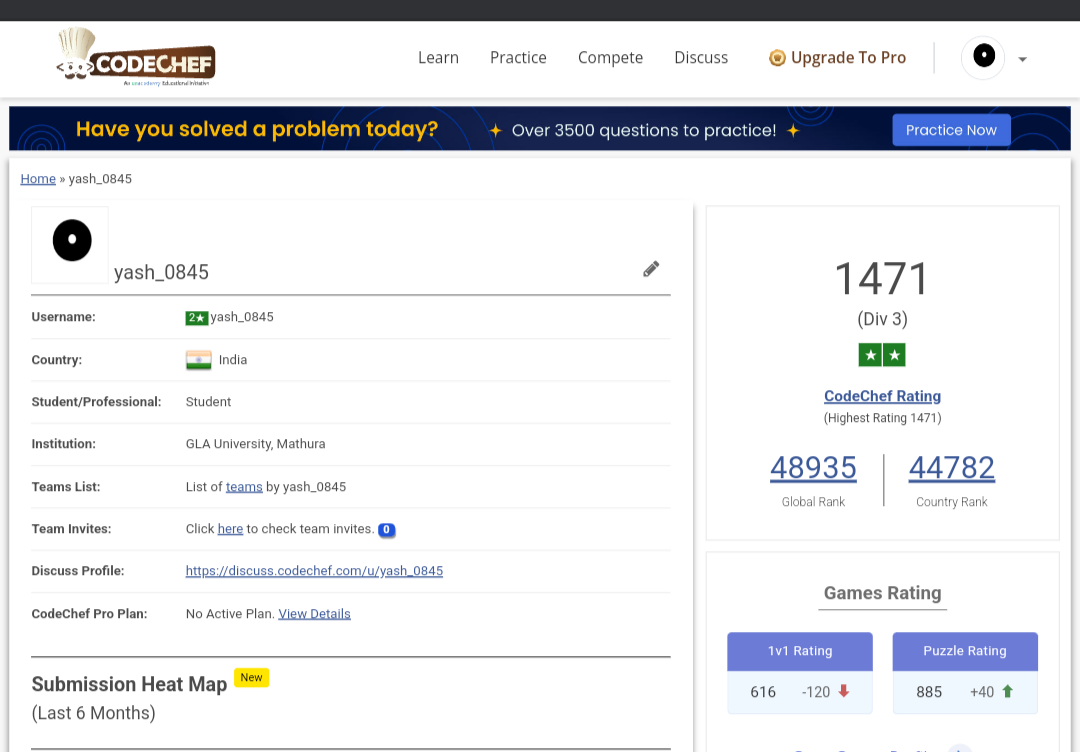 CODECHEF
Learn Practice Compete Discuss Upgrade To Pro
Have you solved a problem today? Over 3500 questions to practice! Practice Now
Home » yash_0845
yash_0845
Username: 2★ yash_0845
Country: India
Student/Professional: Student
Institution: GLA University, Mathura
Teams List: List of teams by yash_0845
Team Invites: Click here to check team invites. 0
Discuss Profile: https://discuss.codechef.com/u/yash_0845
CodeChef Pro Plan: No Active Plan. View Details
Submission Heat Map New
(Last 6 Months)
1471
(Div 3)
★★
CodeChef Rating
(Highest Rating 1471)
48935 44782
Global Rank Country Rank
Games Rating
1v1 Rating Puzzle Rating
616 -120 885 +40